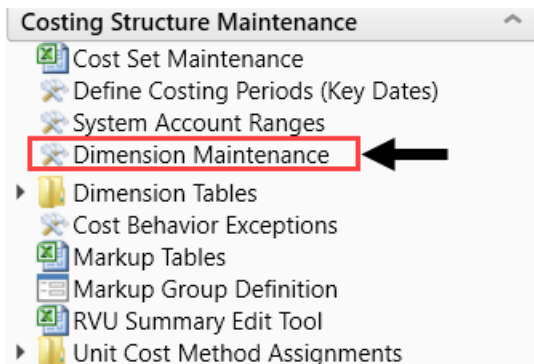 Costing Structure Maintenance
Cost Set Maintenance
Define Costing Periods (Key Dates)
System Account Ranges
Dimension Maintenance
Dimension Tables
Cost Behavior Exceptions
Markup Tables
Markup Group Definition
RVU Summary Edit Tool
Unit Cost Method Assignments